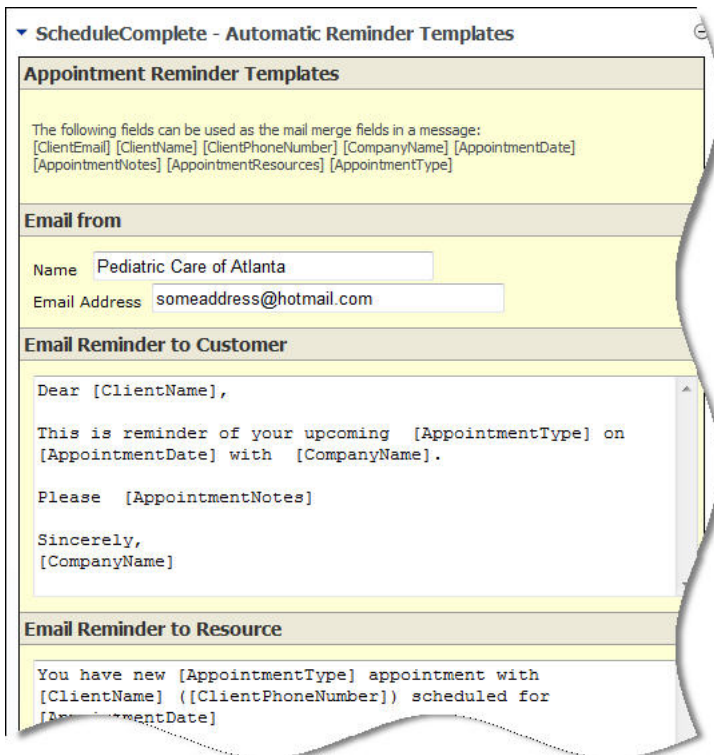 ScheduleComplete - Automatic Reminder Templates
Appointment Reminder Templates
The following fields can be used as the mail merge fields in a message:
[ClientEmail] [ClientName] [ClientPhoneNumber] [CompanyName] [AppointmentDate]
[AppointmentNotes] [AppointmentResources] [AppointmentType]
Email from
Name Pediatric Care of Atlanta
Email Address someaddress@hotmail.com
Email Reminder to Customer
Dear [ClientName],
This is reminder of your upcoming [AppointmentType] on
[AppointmentDate] with [CompanyName].
Please [AppointmentNotes]
Sincerely,
[CompanyName]
Email Reminder to Resource
You have new [AppointmentType] appointment with
[ClientName] ([ClientPhoneNumber]) scheduled for
[AppointmentDate]